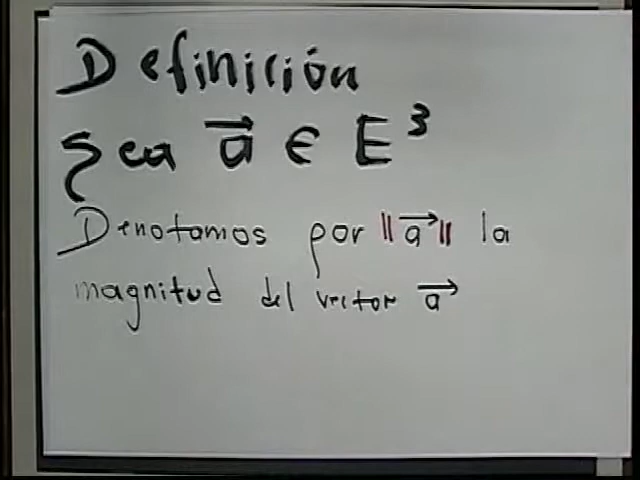 Definición
Sea a⃗ ∈ E³
Denotamos por ‖a⃗‖ la
magnitud del vector a⃗